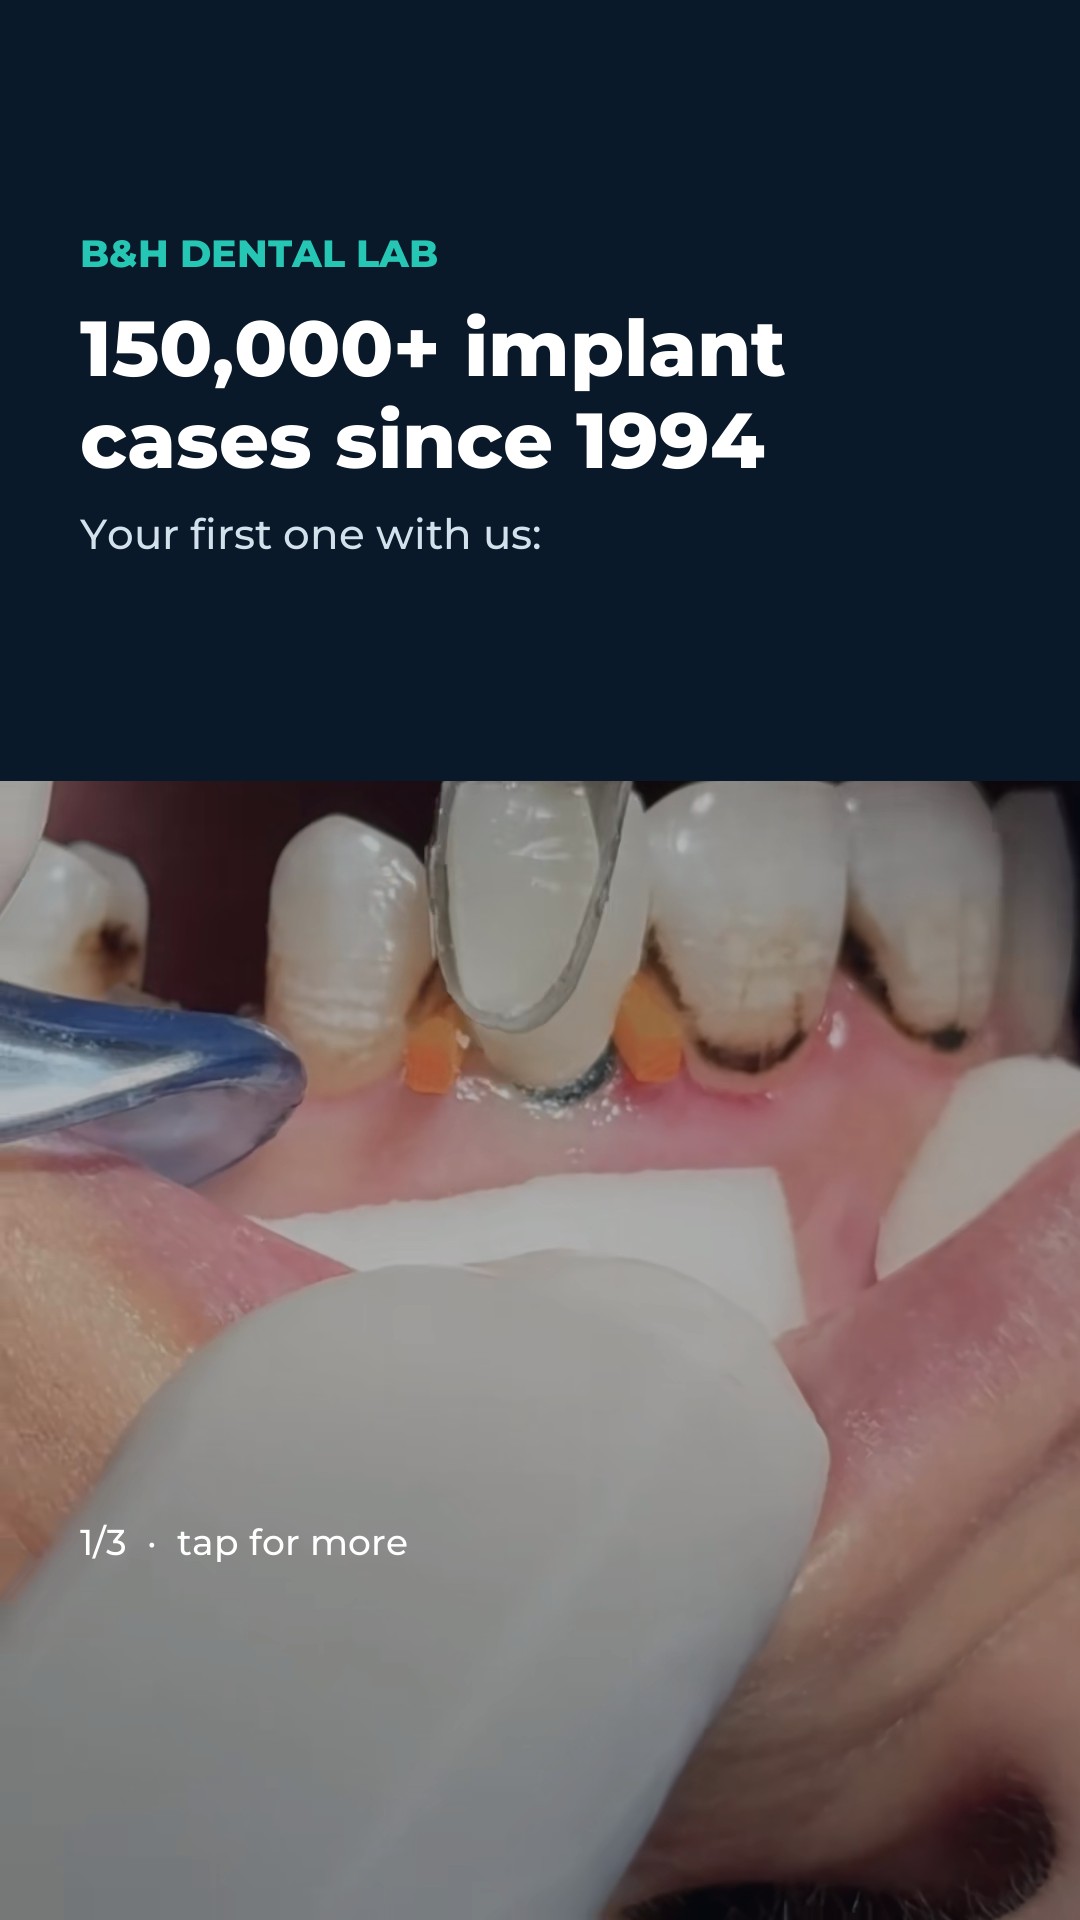 B&H DENTAL LAB
150,000+ implant
cases since 1994
Your first one with us:
1/3 · tap for more